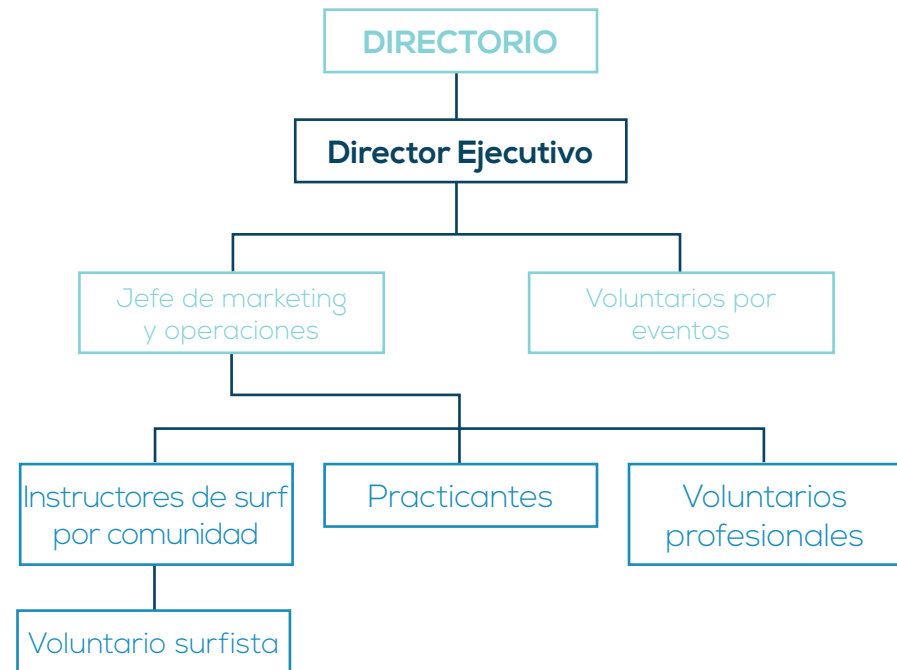 DIRECTORIO
Director Ejecutivo
Jefe de marketing
y operaciones
Voluntarios por
eventos
Instructores de surf
por comunidad
Practicantes
Voluntarios
profesionales
Voluntario surfista